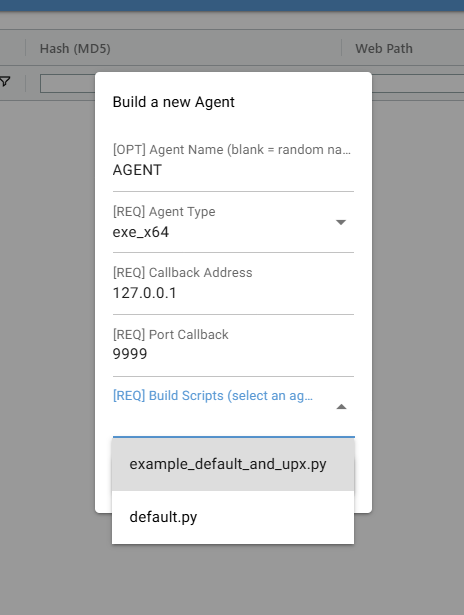 Hash (MD5)
Web Path
Build a new Agent
[OPT] Agent Name (blank = random na...
AGENT
[REQ] Agent Type
exe_x64
[REQ] Callback Address
127.0.0.1
[REQ] Port Callback
9999
[REQ] Build Scripts (select an ag...
example_default_and_upx.py
default.py